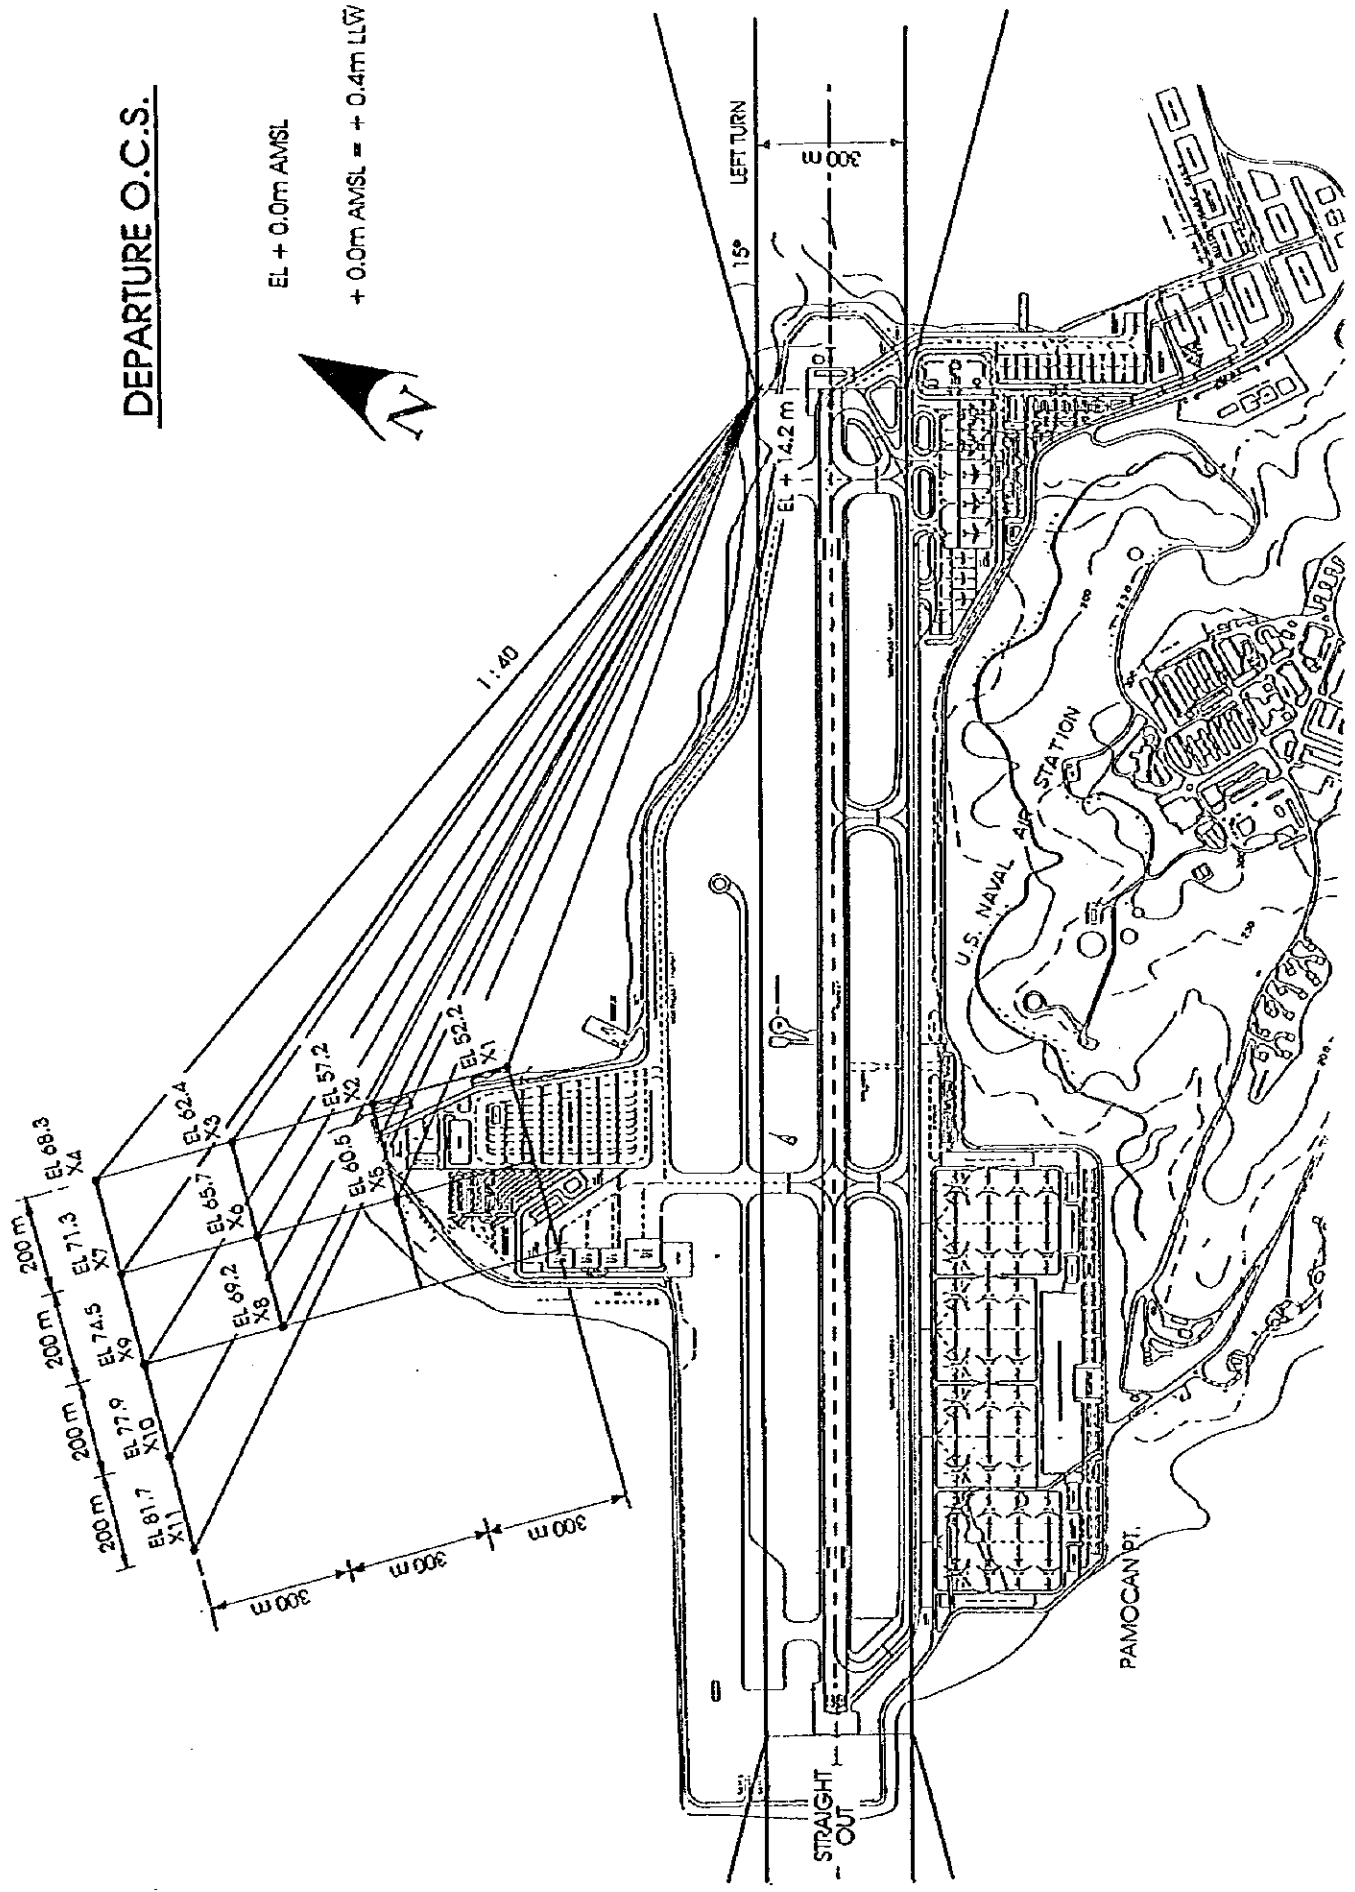 DEPARTURE O.C.S.
EL + 0.0m AMSL
+ 0.0m AMSL = + 0.4m LLW
N
200 m
200 m
200 m
200 m
EL 68.3
X4
EL 71.3
X7
EL 74.5
X9
EL 77.9
X10
EL 81.7
X11
EL 62.4
X3
EL 65.7
X6
EL 69.2
X8
EL 57.2
X2
EL 60.5
X5
EL 52.2
X1
300 m
300 m
300 m
1 : 40
15°
LEFT TURN
300 m
EL + 14.2 m
STRAIGHT
OUT
U.S. NAVAL AIR STATION
PAMOCAN PT.
200
200